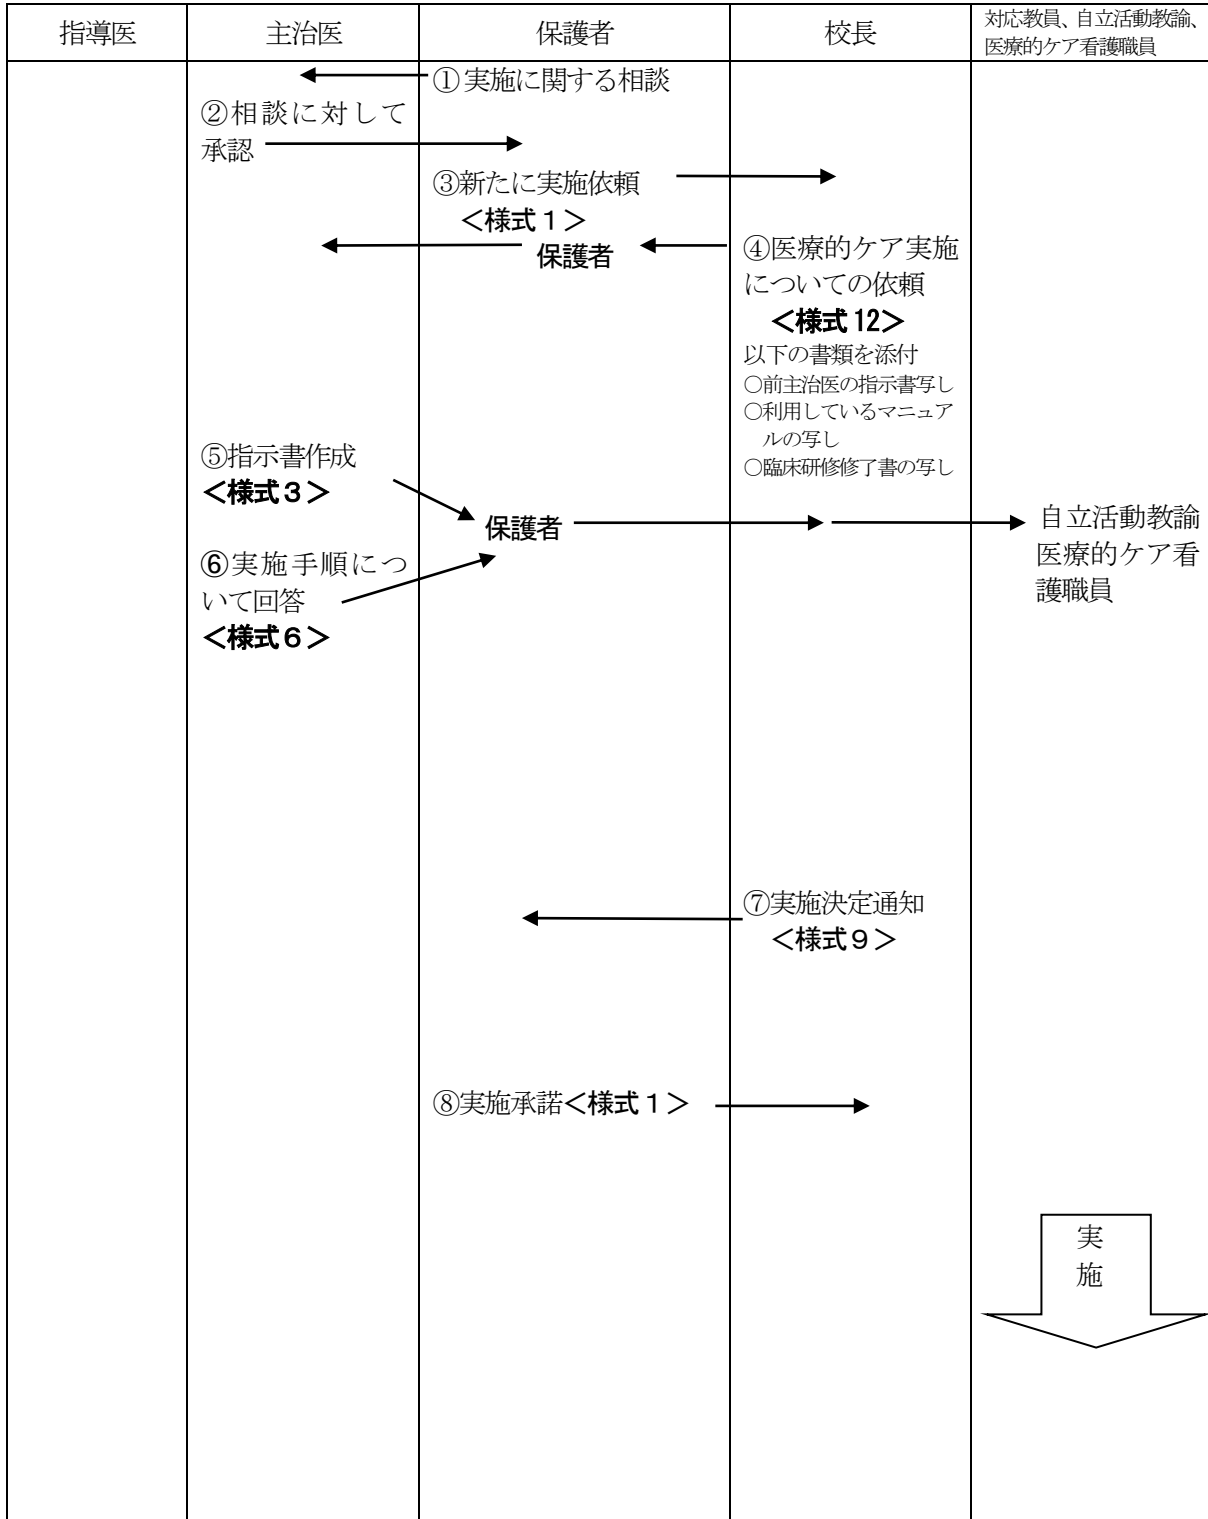 指導医
主治医
保護者
校長
対応教員、自立活動教諭、
医療的ケア看護職員
①実施に関する相談
②相談に対して
承認
③新たに実施依頼
＜様式１＞
保護者
④医療的ケア実施
についての依頼
＜様式12＞
以下の書類を添付
○前主治医の指示書写し
○利用しているマニュア
ルの写し
○臨床研修修了書の写し
⑤指示書作成
＜様式３＞
保護者
自立活動教諭
医療的ケア看
護職員
⑥実施手順につ
いて回答
＜様式６＞
⑦実施決定通知
＜様式９＞
⑧実施承諾＜様式１＞
実
施